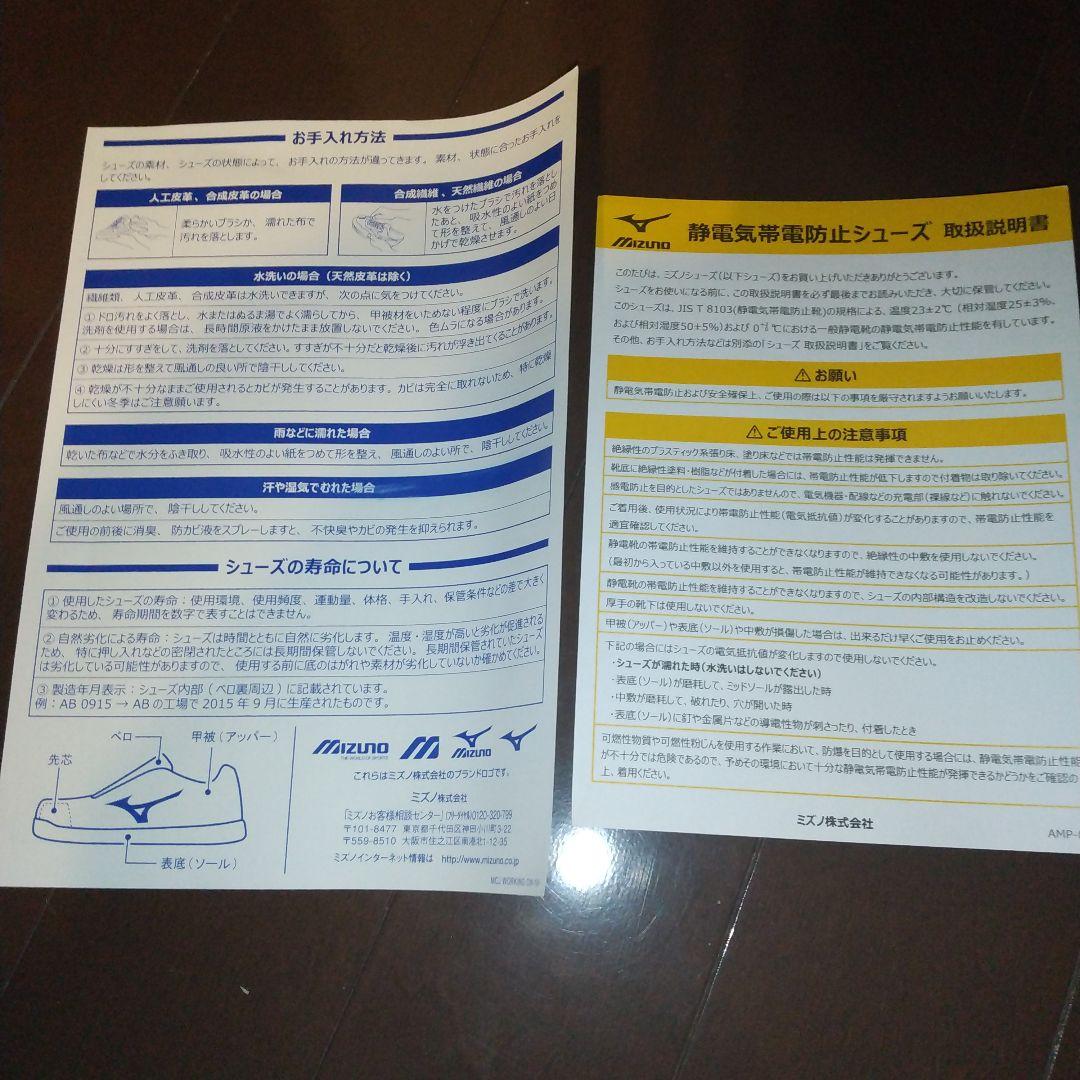 お手入れ方法
シューズの素材、シューズの状態によって、お手入れの方法が違ってきます。素材、状態に合ったお手入れを
してください。
人工皮革、合成皮革の場合
柔らかいブラシか、濡れた布で
汚れを落とします。
合成繊維、天然繊維の場合
水をつけたブラシで汚れを落とし
たあと、吸水性のよい紙をつめ
て形を整えて、風通しのよい日
かげで乾燥させます。
水洗いの場合（天然皮革は除く）
繊維類、人工皮革、合成皮革は水洗いできますが、次の点に気をつけてください。
①ドロ汚れをよく落とし、水またはぬるま湯でよく濡らしてから、甲被材をいためない程度にブラシで洗います。
洗剤を使用する場合は、長時間原液をかけたまま放置しないでください。色ムラになる場合があります。
②十分にすすぎをして、洗剤を落としてください。すすぎが不十分だと乾燥後に汚れが浮き出てくることがあります。
③乾燥は形を整えて風通しの良い所で陰干ししてください。
④乾燥が不十分なままご使用されるとカビが発生することがあります。カビは完全に取れないため、特に乾燥
しにくい冬季はご注意願います。
雨などに濡れた場合
乾いた布などで水分をふき取り、吸水性のよい紙をつめて形を整え、風通しのよい所で、陰干ししてください。
汗や湿気でむれた場合
風通しのよい場所で、陰干ししてください。
ご使用の前後に消臭、防カビ液をスプレーしますと、不快臭やカビの発生を抑えられます。
シューズの寿命について
①使用したシューズの寿命：使用環境、使用頻度、運動量、体格、手入れ、保管条件などの差で大きく
変わるため、寿命期間を数字で表すことはできません。
②自然劣化による寿命：シューズは時間とともに自然に劣化します。温度・湿度が高いと劣化が促進される
ため、特に押し入れなどの密閉されたところには長期間保管しないでください。長期間保管されていたシューズ
は劣化している可能性がありますので、使用する前に底のはがれや素材が劣化していないか確かめてください。
③製造年月表示：シューズ内部（ベロ裏周辺）に記載されています。
例：AB 0915 → ABの工場で2015年9月に生産されたものです。
ベロ
甲被（アッパー）
先芯
表底（ソール）
MIZUNO
THE WORLD OF SPORTS
MIZUNO
これらはミズノ株式会社のブランドロゴです。
ミズノ株式会社
「ミズノお客様相談センター」(フリーダイヤル)0120-320-799
〒101-8477 東京都千代田区神田小川町3-22
〒559-8510 大阪市住之江区南港北1-12-35
ミズノインターネット情報は http://www.mizuno.co.jp
MIZUNO
静電気帯電防止シューズ 取扱説明書
このたびは、ミズノシューズ（以下シューズ）をお買い上げいただきありがとうございます。
シューズをお使いになる前に、この取扱説明書を必ず最後までお読みいただき、大切に保管してください。
このシューズは、JIS T 8103（静電気帯電防止靴）の規格による、温度23±2℃（相対湿度25±3%、
および相対湿度50±5%）および0 ℃における一般静電靴の静電気帯電防止性能を有しています。
その他、お手入れ方法などは別添の「シューズ 取扱説明書」をご覧ください。
⚠お願い
静電気帯電防止および安全確保上、ご使用の際は以下の事項を厳守されますようお願いいたします。
⚠ご使用上の注意事項
絶縁性のプラスティック系張り床、塗り床などでは帯電防止性能は発揮できません。
靴底に絶縁性塗料・樹脂などが付着した場合には、帯電防止性能が低下しますので付着物は取り除いてください。
感電防止を目的としたシューズではありませんので、電気機器・配線などの充電部（裸線など）に触れないでください。
ご着用後、使用状況により帯電防止性能（電気抵抗値）が変化することがありますので、帯電防止性能を
適宜確認してください。
静電靴の帯電防止性能を維持することができなくなりますので、絶縁性の中敷を使用しないでください。
（最初から入っている中敷以外を使用すると、帯電防止性能が維持できなくなる可能性があります。）
静電靴の帯電防止性能を維持することができなくなりますので、シューズの内部構造を改造しないでください。
厚手の靴下は使用しないでください。
甲被（アッパー）や表底（ソール）や中敷が損傷した場合は、出来るだけ早くご使用をお止めください。
下記の場合にはシューズの電気抵抗値が変化しますので使用しないでください。
・シューズが濡れた時（水洗いはしないでください）
・表底（ソール）が磨耗して、ミッドソールが露出した時
・中敷が磨耗して、破れたり、穴が開いた時
・表底（ソール）に釘や金属片などの導電性物が刺さったり、付着したとき
可燃性物質や可燃性粉じんを使用する作業において、防爆を目的として使用する場合には、静電気帯電防止性能
が不十分では危険であるので、予めその環境において十分な静電気帯電防止性能が発揮できるかどうかをご確認の
上、着用ください。
ミズノ株式会社
AMP-